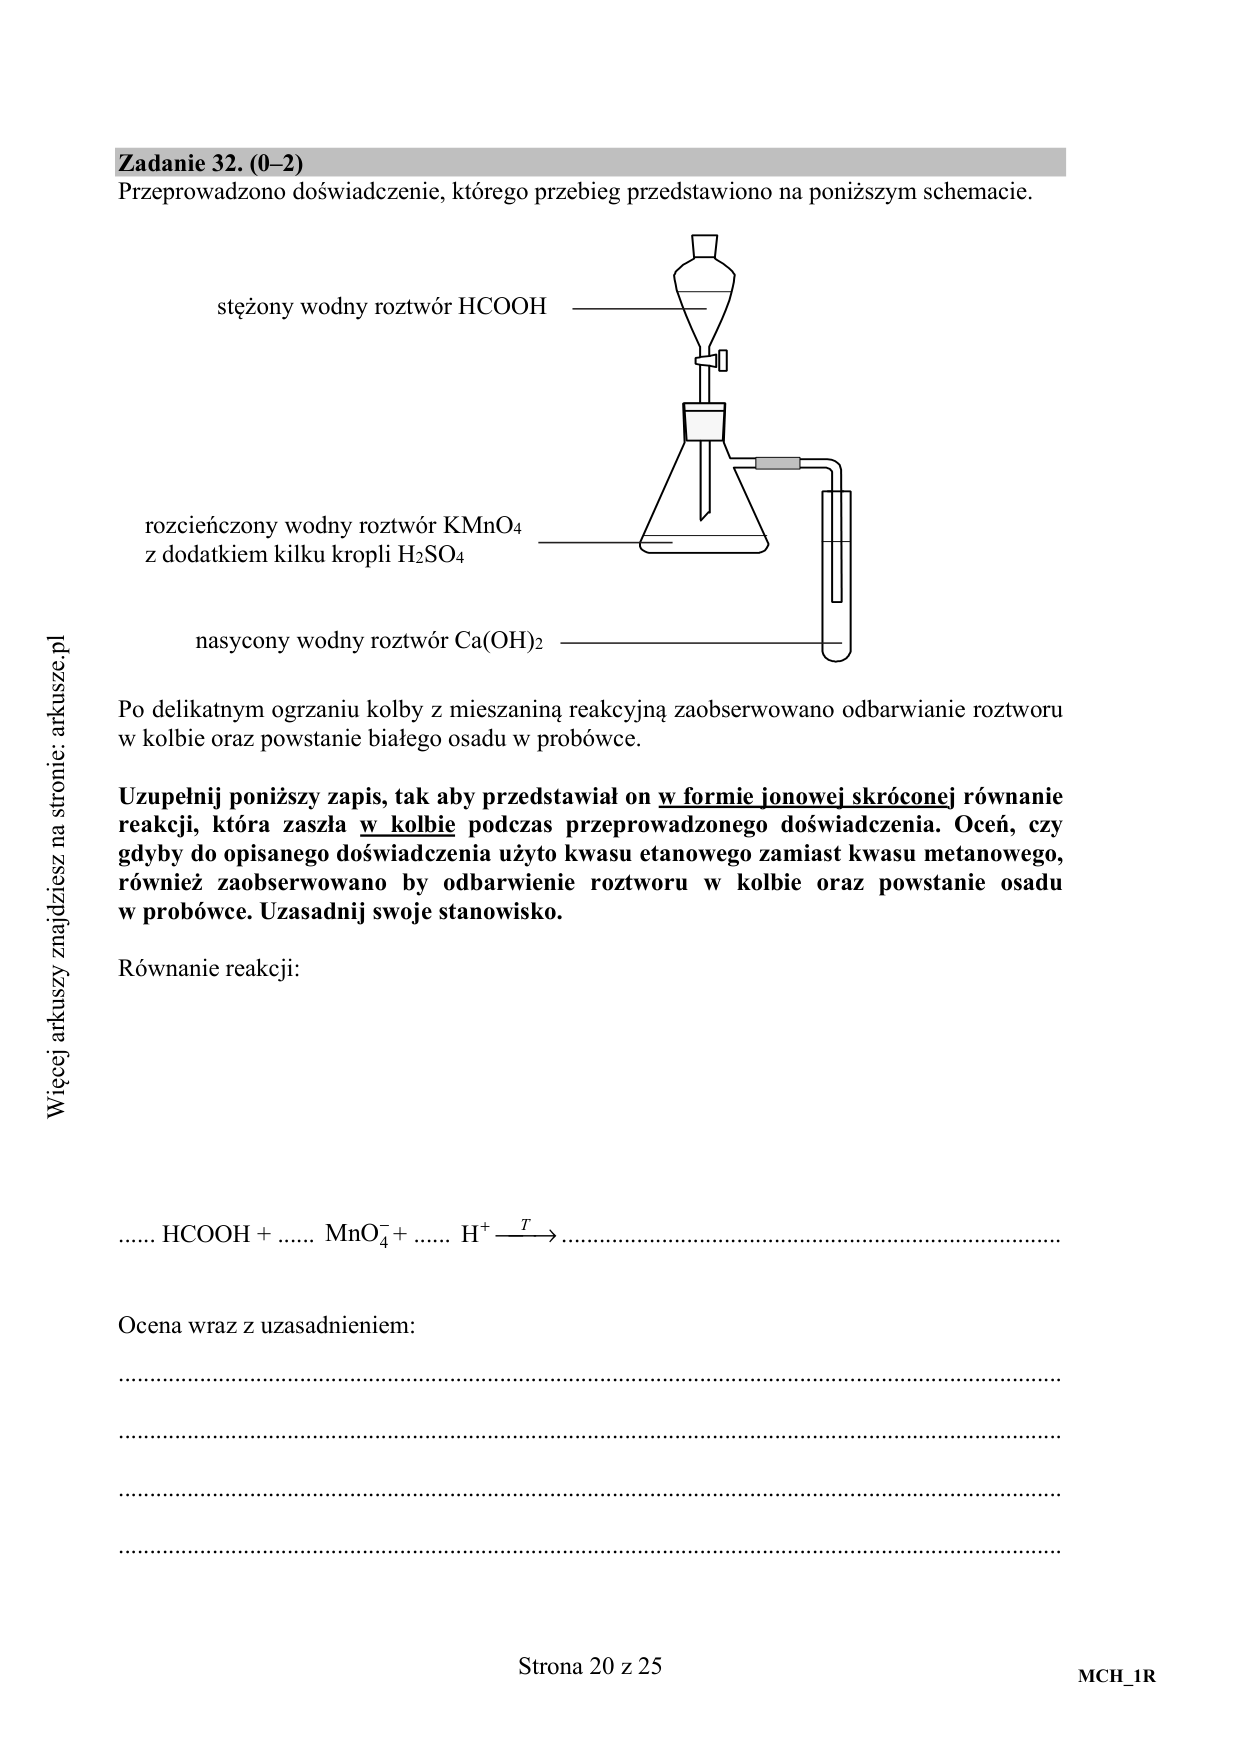 Zadanie 32. (0–2)
Przeprowadzono doświadczenie, którego przebieg przedstawiono na poniższym schemacie.
stężony wodny roztwór HCOOH
rozcieńczony wodny roztwór KMnO4
z dodatkiem kilku kropli H2SO4
nasycony wodny roztwór Ca(OH)2
Po delikatnym ogrzaniu kolby z mieszaniną reakcyjną zaobserwowano odbarwianie roztworu
w kolbie oraz powstanie białego osadu w probówce.
Uzupełnij poniższy zapis, tak aby przedstawiał on w formie jonowej skróconej równanie
reakcji, która zaszła w kolbie podczas przeprowadzonego doświadczenia. Oceń, czy
gdyby do opisanego doświadczenia użyto kwasu etanowego zamiast kwasu metanowego,
również zaobserwowano by odbarwienie roztworu w kolbie oraz powstanie osadu
w probówce. Uzasadnij swoje stanowisko.
Równanie reakcji:
...... HCOOH + ...... MnO₄⁻ + ...... H⁺ —T→ ................................................................................
Ocena wraz z uzasadnieniem:
......................................................................................................................................................
......................................................................................................................................................
......................................................................................................................................................
......................................................................................................................................................
Strona 20 z 25
MCH_1R
Więcej arkuszy znajdziesz na stronie: arkusze.pl